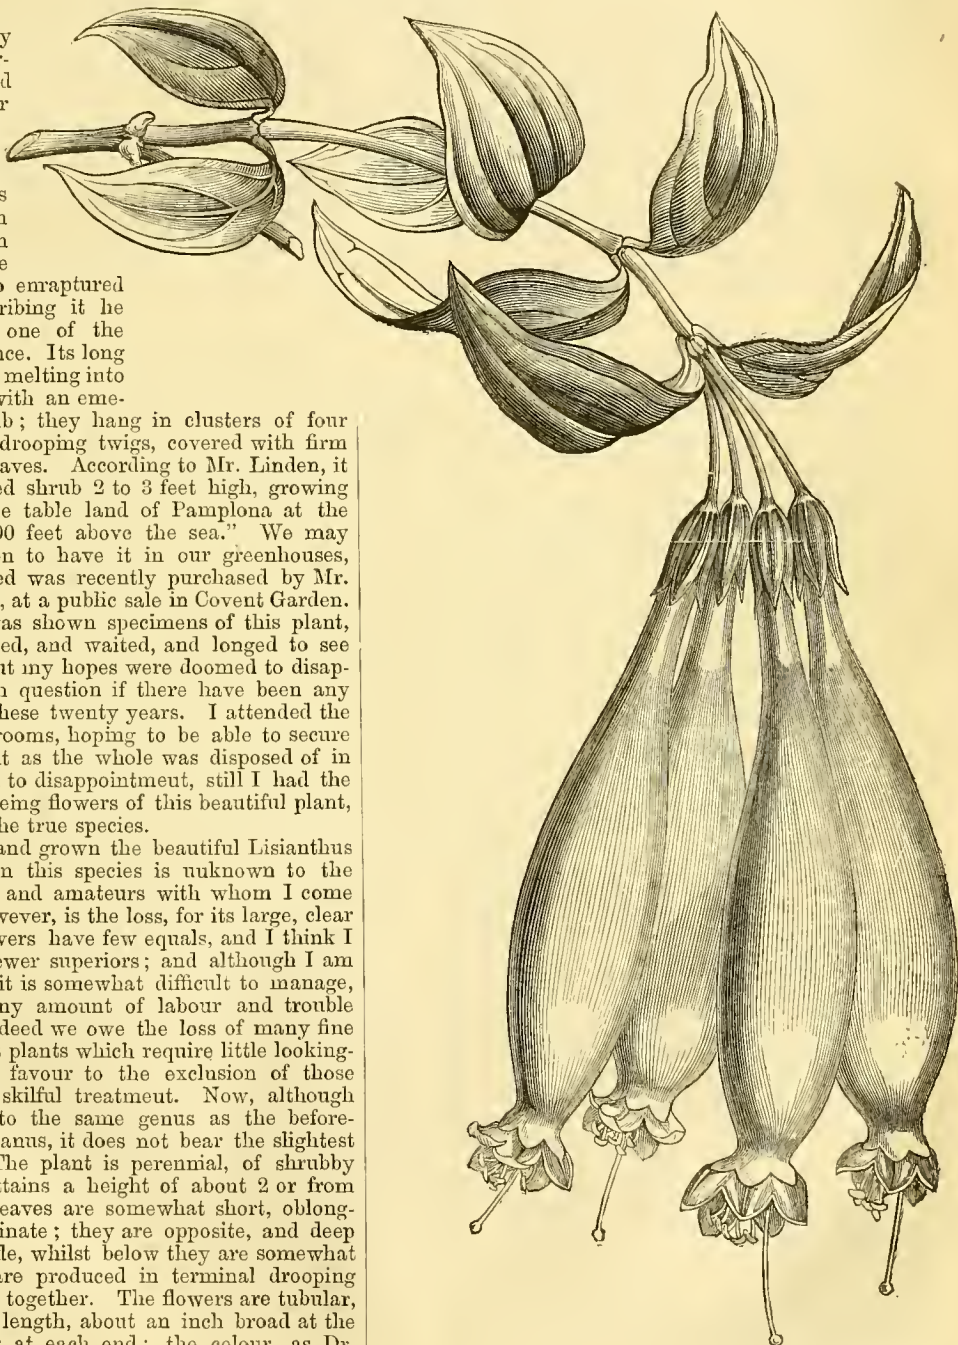 y
r-
d
r
s
n
n
e
o enraptured
ribing it he
one of the
nce. Its long
melting into
with an eme-
b ; they hang in clusters of four
drooping twigs, covered with firm
aves. According to Mr. Linden, it
ed shrub 2 to 3 feet high, growing
e table land of Pamplona at the
00 feet above the sea.” We may
n to have it in our greenhouses,
ed was recently purchased by Mr.
, at a public sale in Covent Garden.
as shown specimens of this plant,
ed, and waited, and longed to see
ut my hopes were doomed to disap-
n question if there have been any
hese twenty years. I attended the
rooms, hoping to be able to secure
t as the whole was disposed of in
to disappointment, still I had the
eing flowers of this beautiful plant,
he true species.
and grown the beautiful Lisianthus
n this species is unknown to the
and amateurs with whom I come
wever, is the loss, for its large, clear
vers have few equals, and I think I
ewer superiors ; and although I am
it is somewhat difficult to manage,
ny amount of labour and trouble
deed we owe the loss of many fine
s plants which require little looking-
favour to the exclusion of those
skilful treatment. Now, although
to the same genus as the before-
anus, it does not bear the slightest
The plant is perennial, of shrubby
ttains a height of about 2 or from
eaves are somewhat short, oblong-
inate ; they are opposite, and deep
le, whilst below they are somewhat
are produced in terminal drooping
together. The flowers are tubular,
length, about an inch broad at the
at each end ; the colour, as Dr.